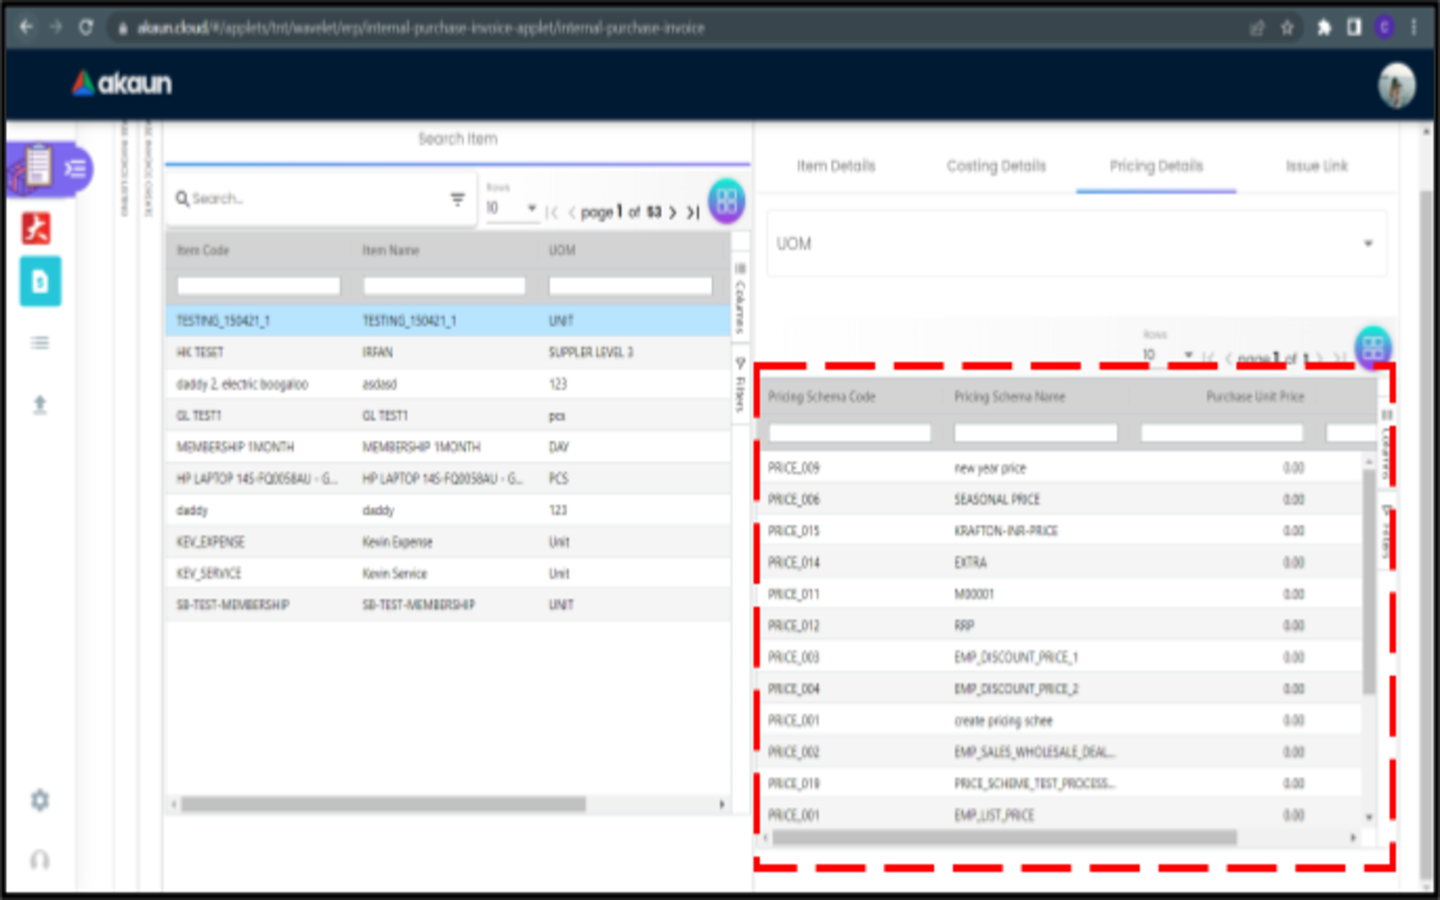 akaun.cloud/#/applets/tnt/wavelet/erp/internal-purchase-invoice-applet/internal-purchase-invoice
C
akaun
Search Item
Search...
Rows
10
page 1 of 53
Item Code Item Name UOM
TESTING_150421_1 TESTING_150421_1 UNIT
HK TESET IRFAN SUPPLER LEVEL 3
daddy 2, electric boogaloo asdasd 123
GL TEST1 GL TEST1 pcs
MEMBERSHIP 1MONTH MEMBERSHIP 1MONTH DAY
HP LAPTOP 14S-FQ0058AU - G... HP LAPTOP 14S-FQ0058AU - G... PCS
daddy daddy 123
KEV_EXPENSE Kevin Expense Unit
KEV_SERVICE Kevin Service Unit
SB-TEST-MEMBERSHIP SB-TEST-MEMBERSHIP UNIT
Columns
Filters
Item Details Costing Details Pricing Details Issue Link
UOM
Rows
10
page 1 of 1
Pricing Schema Code Pricing Schema Name Purchase Unit Price
PRICE_009 new year price 0.00
PRICE_006 SEASONAL PRICE 0.00
PRICE_015 KRAFTON-INR-PRICE 0.00
PRICE_014 EXTRA 0.00
PRICE_011 M00001 0.00
PRICE_012 RRP 0.00
PRICE_003 EMP_DISCOUNT_PRICE_1 0.00
PRICE_004 EMP_DISCOUNT_PRICE_2 0.00
PRICE_001 create pricing schee 0.00
PRICE_002 EMP_SALES_WHOLESALE_DEAL... 0.00
PRICE_019 PRICE_SCHEME_TEST_PROCESS... 0.00
PRICE_001 EMP_LIST_PRICE 0.00
Columns
Filters